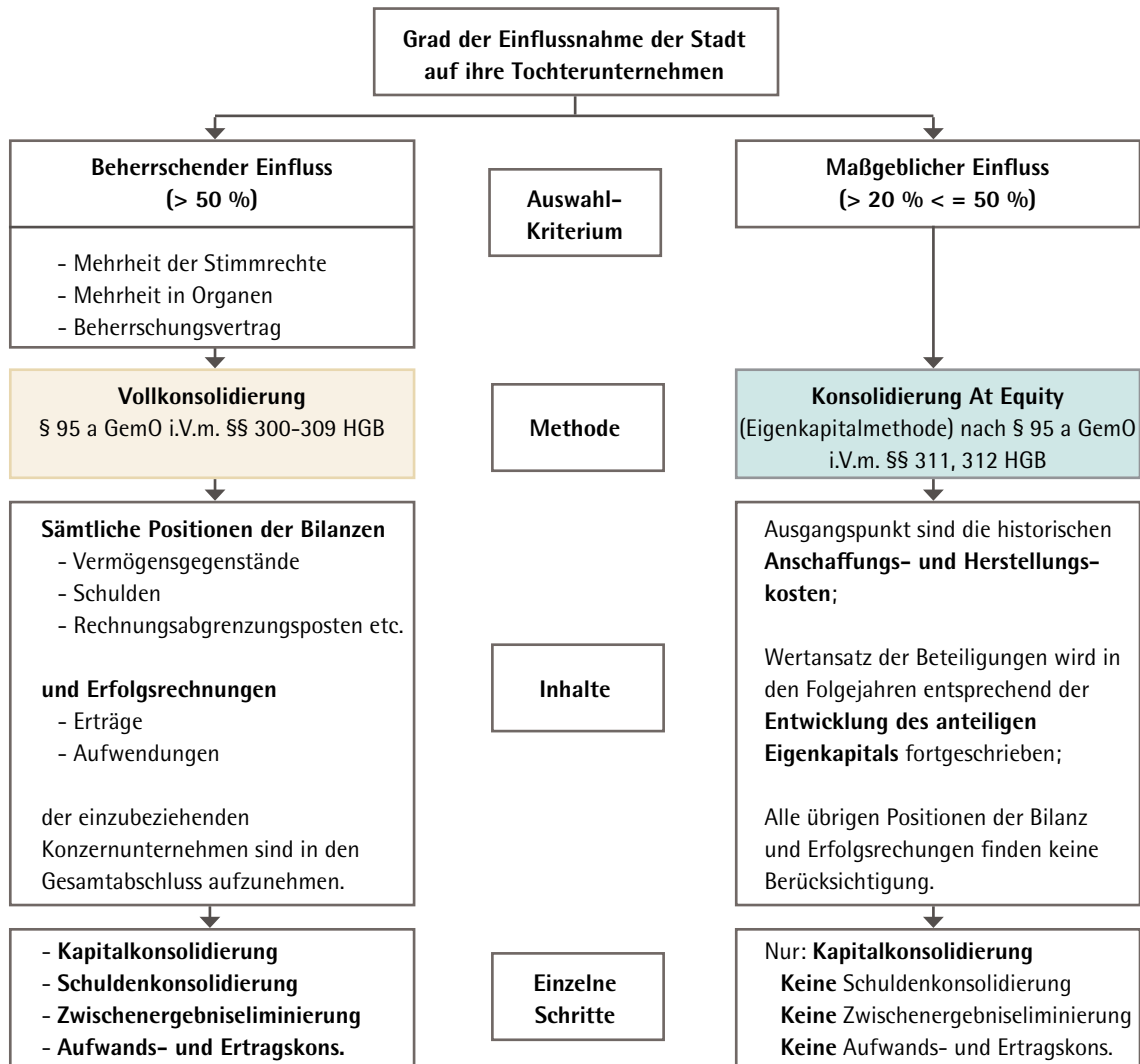 Grad der Einflussnahme der Stadt
auf ihre Tochterunternehmen
Beherrschender Einfluss
(> 50 %)
- Mehrheit der Stimmrechte
- Mehrheit in Organen
- Beherrschungsvertrag
Auswahl-
Kriterium
Maßgeblicher Einfluss
(> 20 % < = 50 %)
Vollkonsolidierung
§ 95 a GemO i.V.m. §§ 300-309 HGB
Methode
Konsolidierung At Equity
(Eigenkapitalmethode) nach § 95 a GemO
i.V.m. §§ 311, 312 HGB
Sämtliche Positionen der Bilanzen
- Vermögensgegenstände
- Schulden
- Rechnungsabgrenzungsposten etc.
und Erfolgsrechnungen
- Erträge
- Aufwendungen
der einzubeziehenden
Konzernunternehmen sind in den
Gesamtabschluss aufzunehmen.
Inhalte
Ausgangspunkt sind die historischen
Anschaffungs- und Herstellungs-
kosten;
Wertansatz der Beteiligungen wird in
den Folgejahren entsprechend der
Entwicklung des anteiligen
Eigenkapitals fortgeschrieben;
Alle übrigen Positionen der Bilanz
und Erfolgsrechungen finden keine
Berücksichtigung.
- Kapitalkonsolidierung
- Schuldenkonsolidierung
- Zwischenergebniseliminierung
- Aufwands- und Ertragskons.
Einzelne
Schritte
Nur: Kapitalkonsolidierung
Keine Schuldenkonsolidierung
Keine Zwischenergebniseliminierung
Keine Aufwands- und Ertragskons.